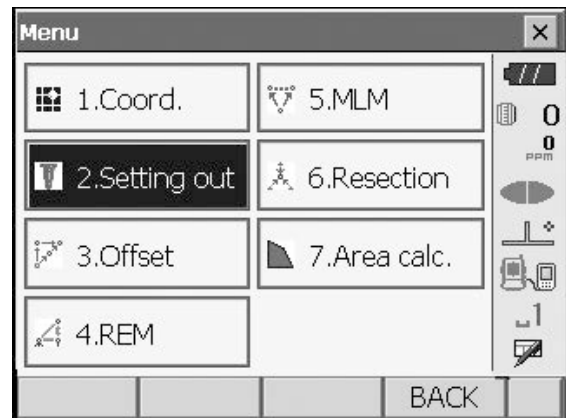 Menu
1.Coord.
5.MLM
2.Setting out
6.Resection
3.Offset
7.Area calc.
4.REM
0
0
PPM
1
BACK